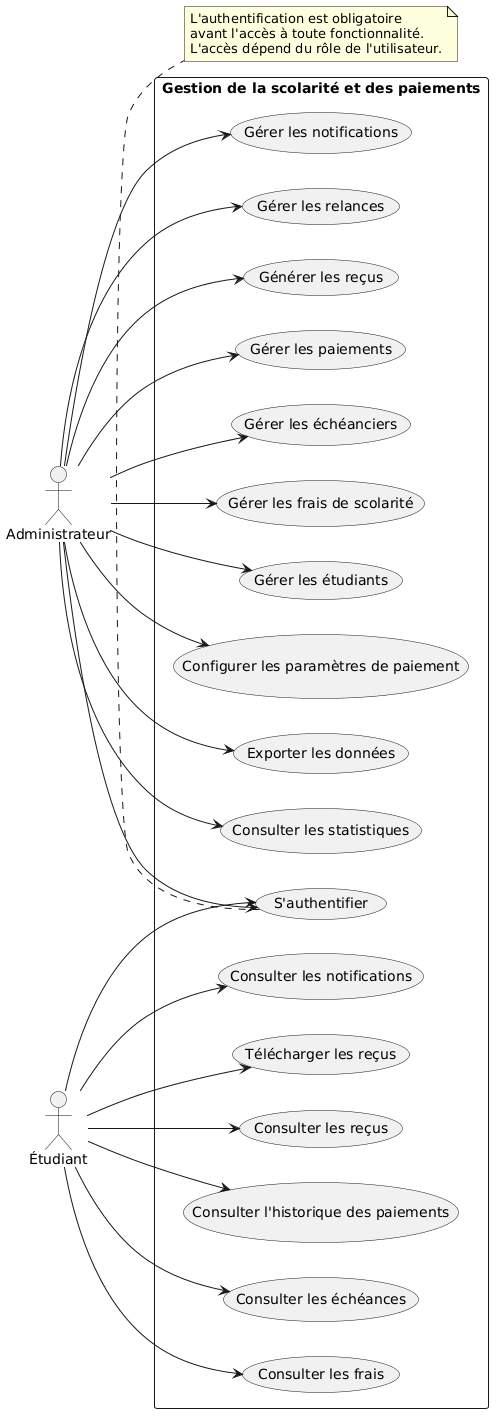 L'authentification est obligatoire
avant l'accès à toute fonctionnalité.
L'accès dépend du rôle de l'utilisateur.
Gestion de la scolarité et des paiements
Gérer les notifications
Gérer les relances
Générer les reçus
Gérer les paiements
Gérer les échéanciers
Gérer les frais de scolarité
Administrateur
Gérer les étudiants
Configurer les paramètres de paiement
Exporter les données
Consulter les statistiques
S'authentifier
Consulter les notifications
Télécharger les reçus
Consulter les reçus
Étudiant
Consulter l'historique des paiements
Consulter les échéances
Consulter les frais